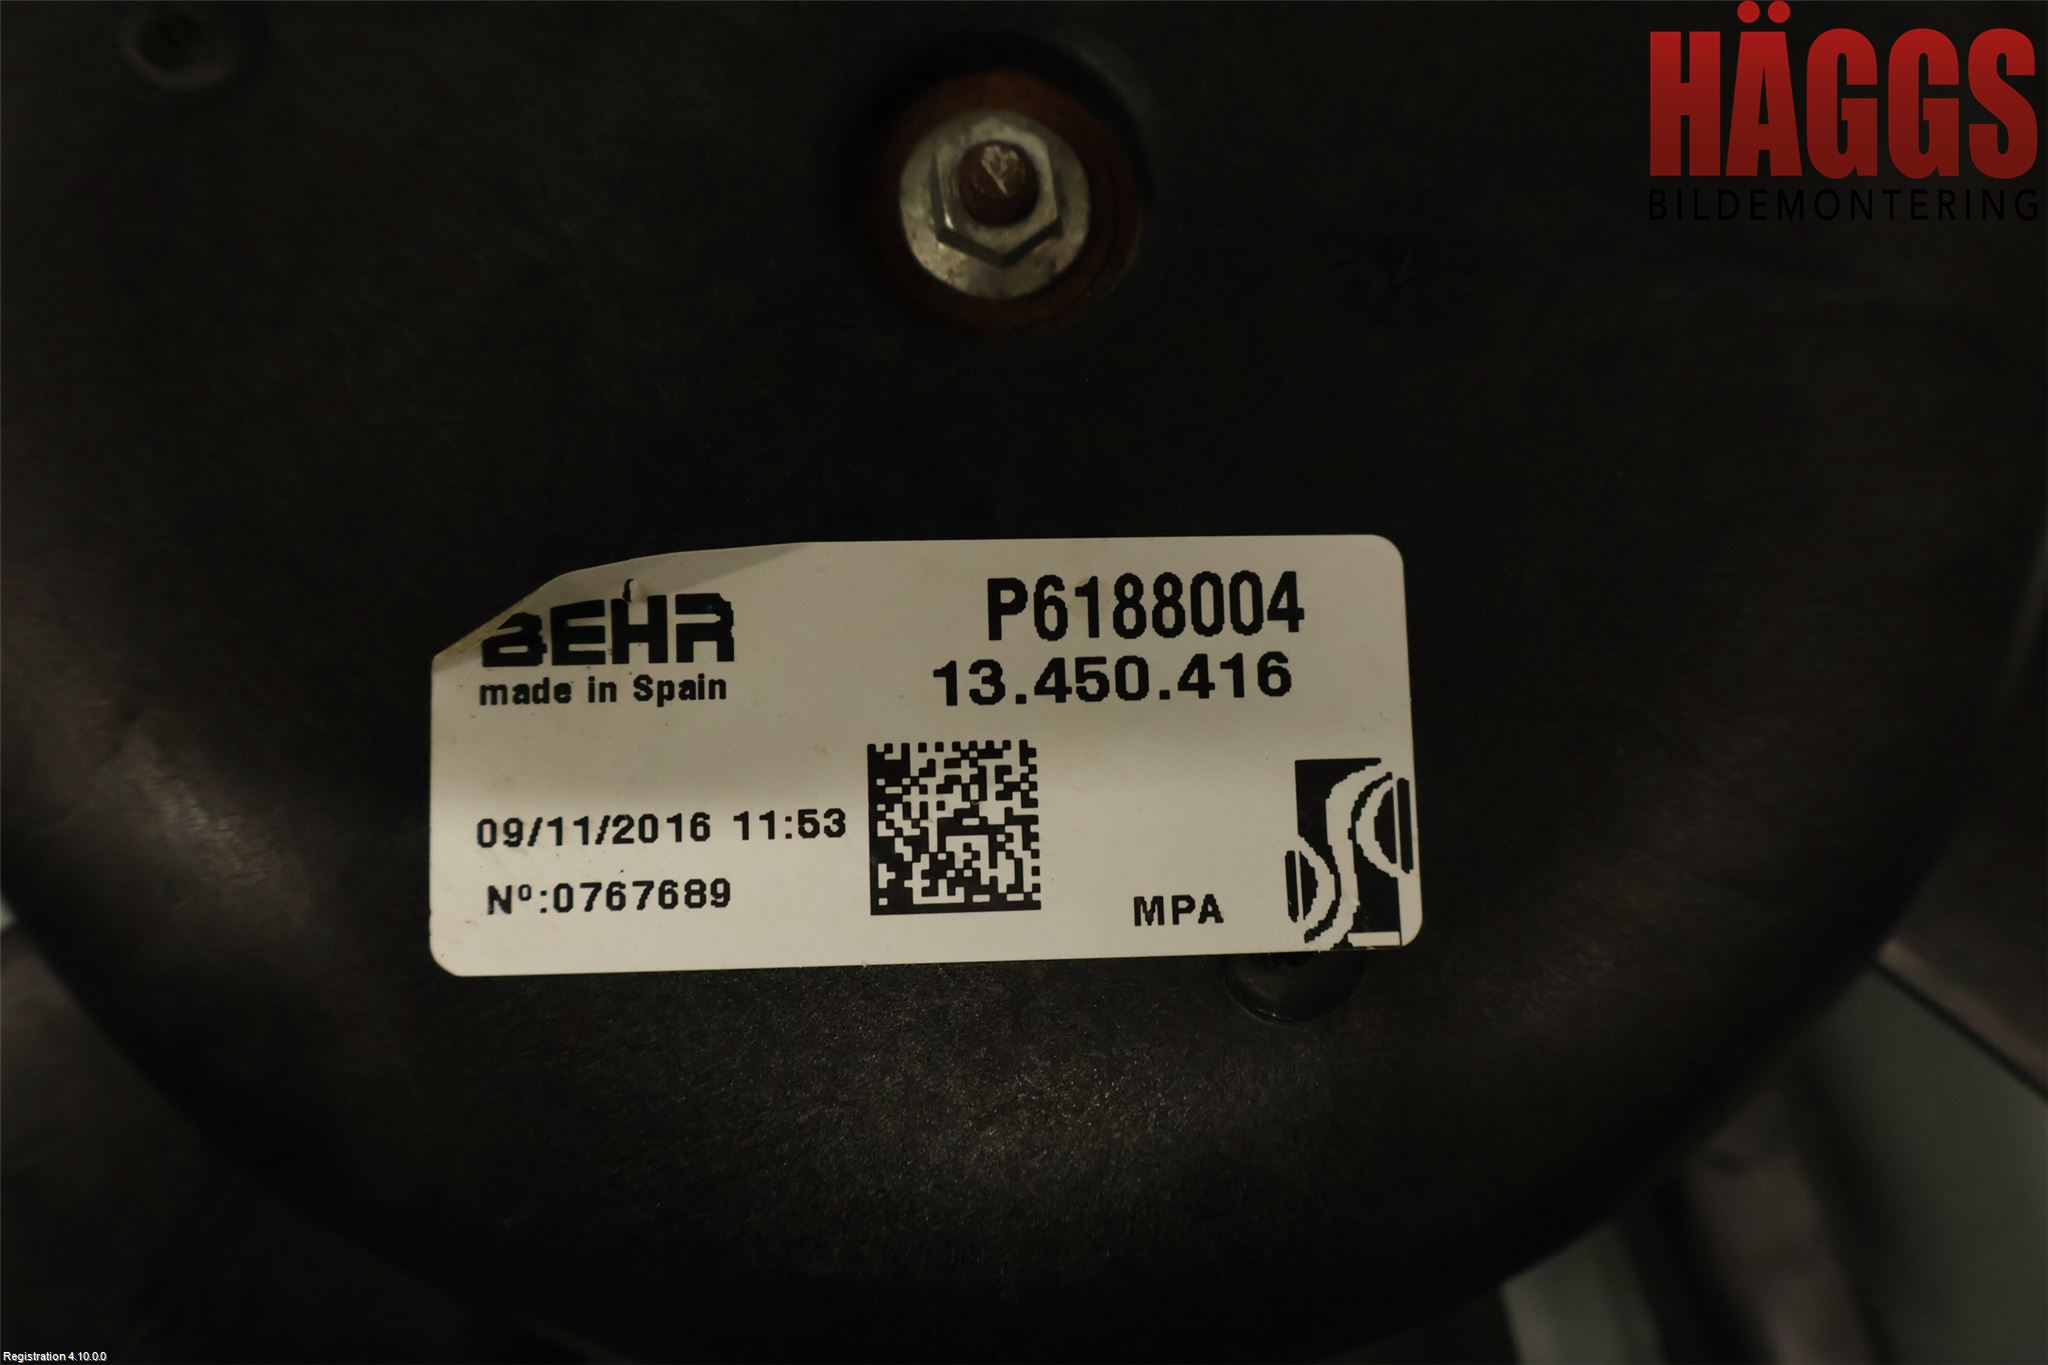 HÄGGS
BILDEMONTERING
BEHR
made in Spain
P6188004
13.450.416
09/11/2016 11:53
Nº:0767689
MPA
Registration 4.10.0.0